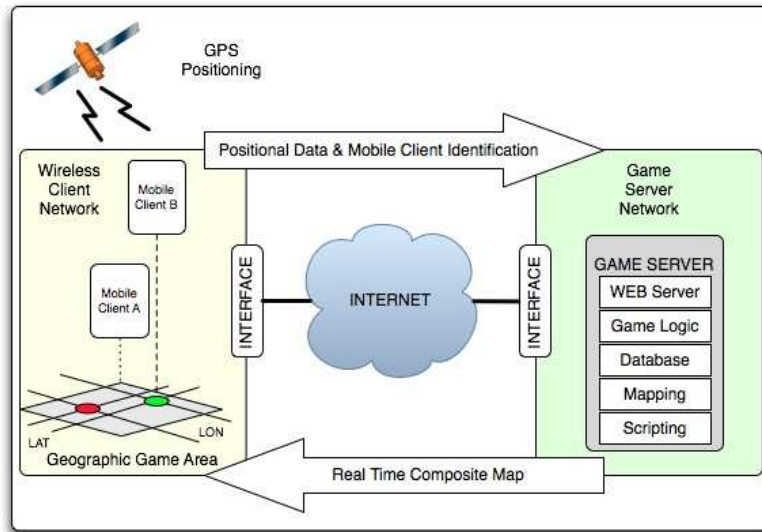 GPS
Positioning
Positional Data & Mobile Client Identification
Wireless
Client
Network
Mobile
Client B
Mobile
Client A
LAT
LON
Geographic Game Area
INTERFACE
INTERNET
INTERFACE
Game
Server
Network
GAME SERVER
WEB Server
Game Logic
Database
Mapping
Scripting
Real Time Composite Map